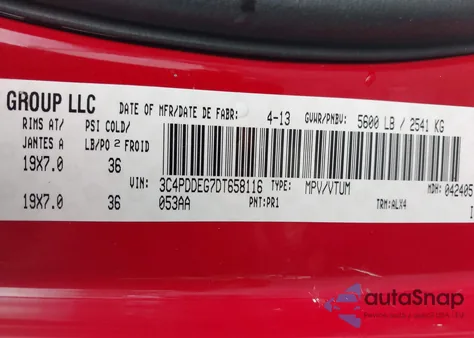 GROUP LLC DATE OF MFR/DATE DE FABR: 4-13 GVWR/PNBV: 5600 LB / 2541 KG
RIMS AT/ PSI COLD/
JANTES A LB/PO 2 FROID
19X7.0 36
VIN: 3C4PDDEG7DT658116 TYPE: MPV/VTUM MDH: 042405
19X7.0 36 053AA PNT:PR1 TRM:ALX4
autoSnap